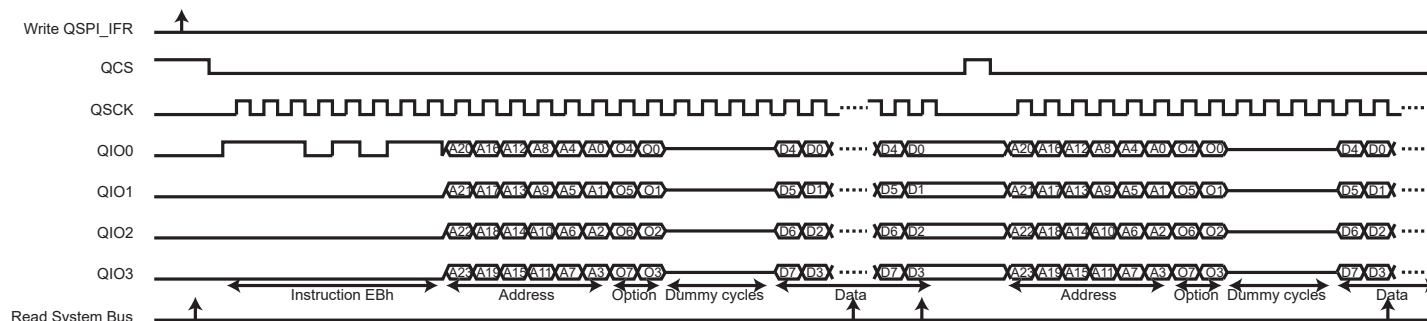 Write QSPI_IFR
QCS
QSCK
QIO0 A20 A16 A12 A8 A4 A0 O4 O0 D4 D0 D4 D0 A20 A16 A12 A8 A4 A0 O4 O0 D4 D0
QIO1 A21 A17 A13 A9 A5 A1 O5 O1 D5 D1 D5 D1 A21 A17 A13 A9 A5 A1 O5 O1 D5 D1
QIO2 A22 A18 A14 A10 A6 A2 O6 O2 D6 D2 D6 D2 A22 A18 A14 A10 A6 A2 O6 O2 D6 D2
QIO3 A23 A19 A15 A11 A7 A3 O7 O3 D7 D3 D7 D3 A23 A19 A15 A11 A7 A3 O7 O3 D7 D3
Instruction EBh Address Option Dummy cycles Data Address Option Dummy cycles Data
Read System Bus